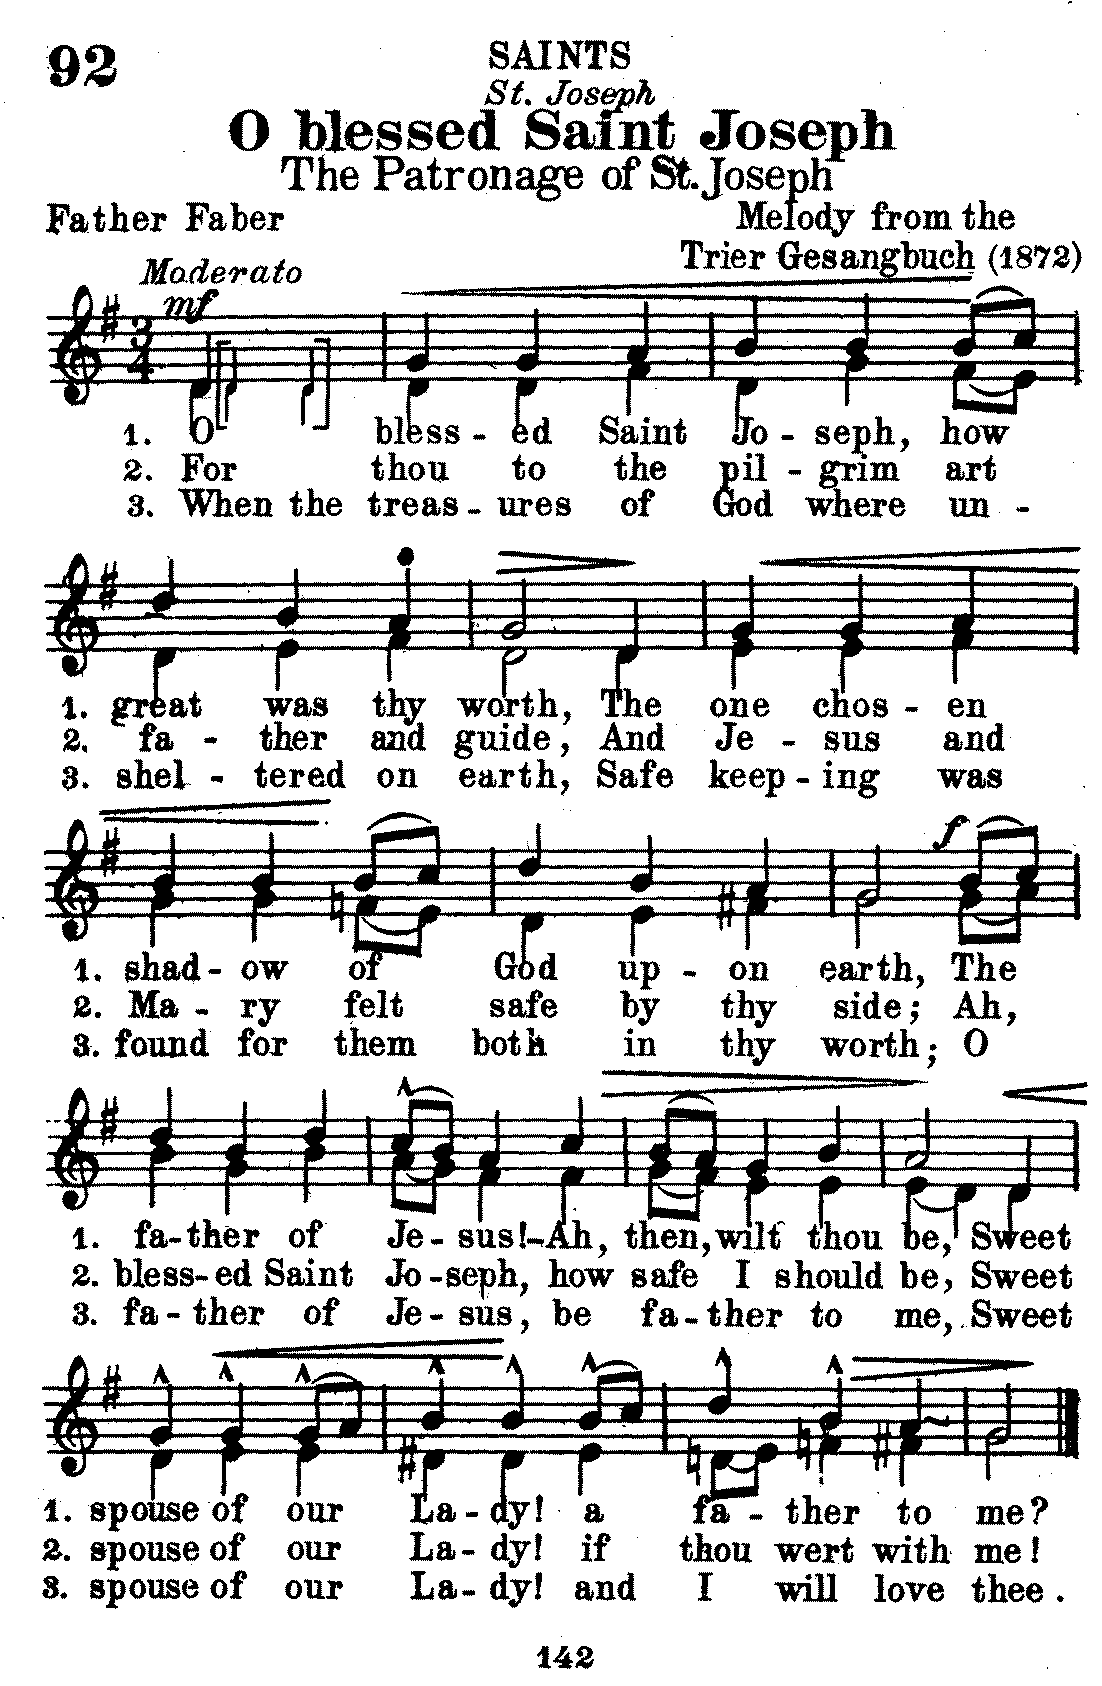 92
SAINTS
St. Joseph
O blessed Saint Joseph
The Patronage of St. Joseph
Father Faber
Melody from the
Trier Gesangbuch (1872)
Moderato
mf
3
4
1. O bless - ed Saint Jo - seph, how
2. For thou to the pil - grim art
3. When the treas - ures of God where un -
1. great was thy worth, The one chos - en
2. fa - ther and guide, And Je - sus and
3. shel - tered on earth, Safe keep - ing was
f
1. shad - ow of God up - on earth, The
2. Ma - ry felt safe by thy side; Ah,
3. found for them both in thy worth; O
1. fa - ther of Je - sus! - Ah, then, wilt thou be, Sweet
2. bless - ed Saint Jo - seph, how safe I should be, Sweet
3. fa - ther of Je - sus, be fa - ther to me, Sweet
1. spouse of our La - dy! a fa - ther to me?
2. spouse of our La - dy! if thou wert with me!
3. spouse of our La - dy! and I will love thee.
142